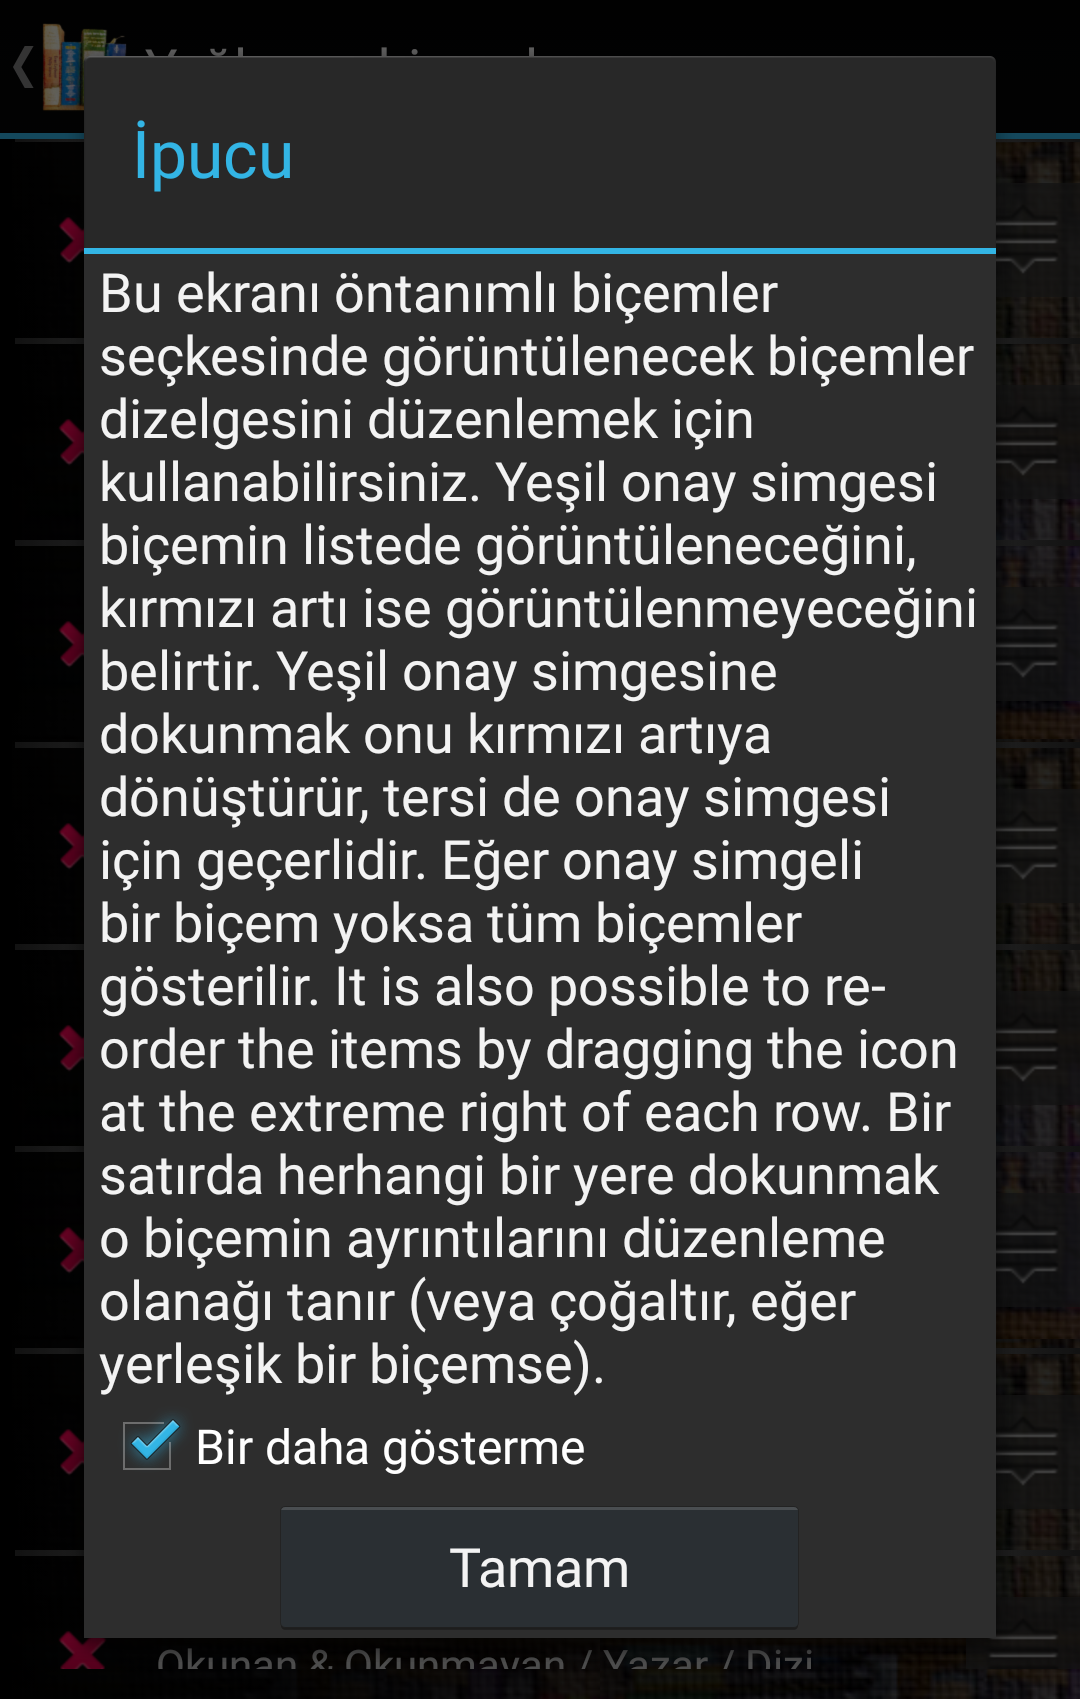 İpucu
Bu ekranı öntanımlı biçemler
seçkesinde görüntülenecek biçemler
dizelgesini düzenlemek için
kullanabilirsiniz. Yeşil onay simgesi
biçemin listede görüntüleneceğini,
kırmızı artı ise görüntülenmeyeceğini
belirtir. Yeşil onay simgesine
dokunmak onu kırmızı artıya
dönüştürür, tersi de onay simgesi
için geçerlidir. Eğer onay simgeli
bir biçem yoksa tüm biçemler
gösterilir. It is also possible to re-
order the items by dragging the icon
at the extreme right of each row. Bir
satırda herhangi bir yere dokunmak
o biçemin ayrıntılarını düzenleme
olanağı tanır (veya çoğaltır, eğer
yerleşik bir biçemse).
Bir daha gösterme
Tamam
Okunan & Okunmayan / Yazar / Dizi